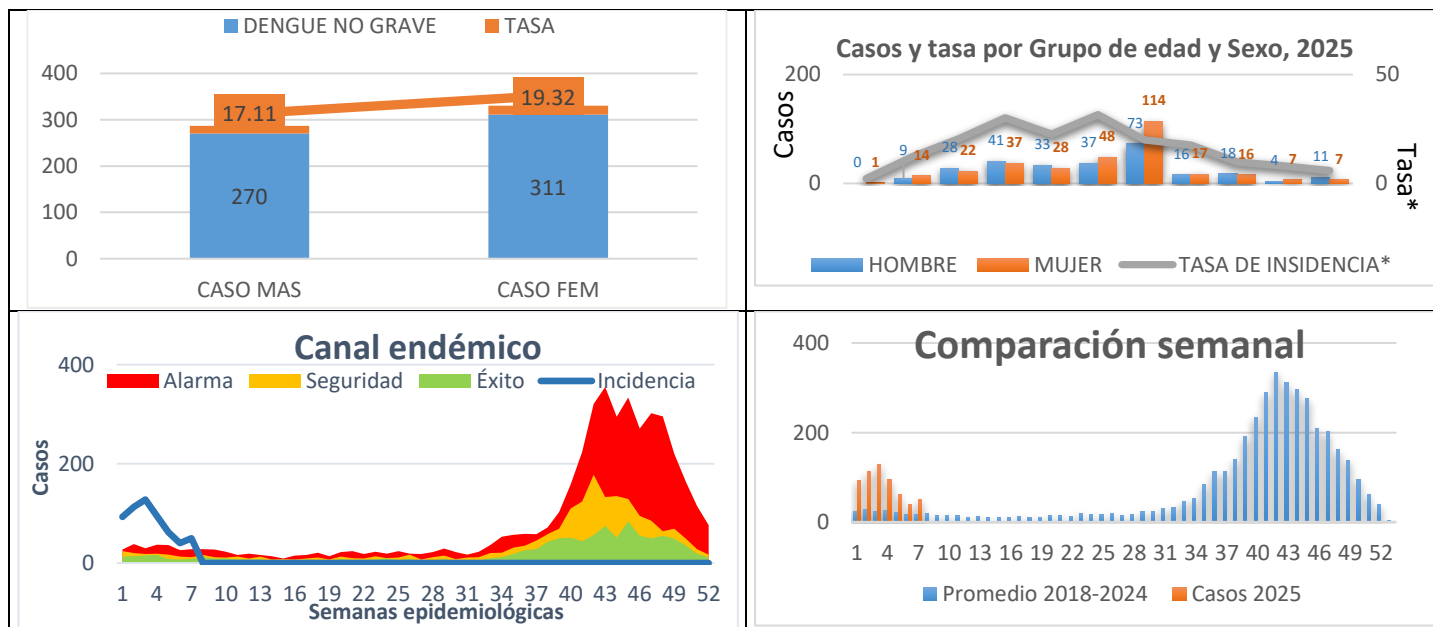 DENGUE NO GRAVE TASA
400
300
200
100
0
17.11
19.32
270
311
CASO MAS CASO FEM
Casos y tasa por Grupo de edad y Sexo, 2025
200
0
Casos
50
0
Tasa*
0 9 28 41 33 37 73 16 18 4 11
1 14 22 37 28 48 114 17 16 7 7
HOMBRE MUJER TASA DE INSIDENCIA*
Canal endémico
Alarma Seguridad Éxito Incidencia
400
200
0
Casos
1 4 7 10 13 16 19 22 25 28 31 34 37 40 43 46 49 52
Semanas epidemiológicas
Comparación semanal
400
200
0
1 4 7 10 13 16 19 22 25 28 31 34 37 40 43 46 49 52
Promedio 2018-2024 Casos 2025